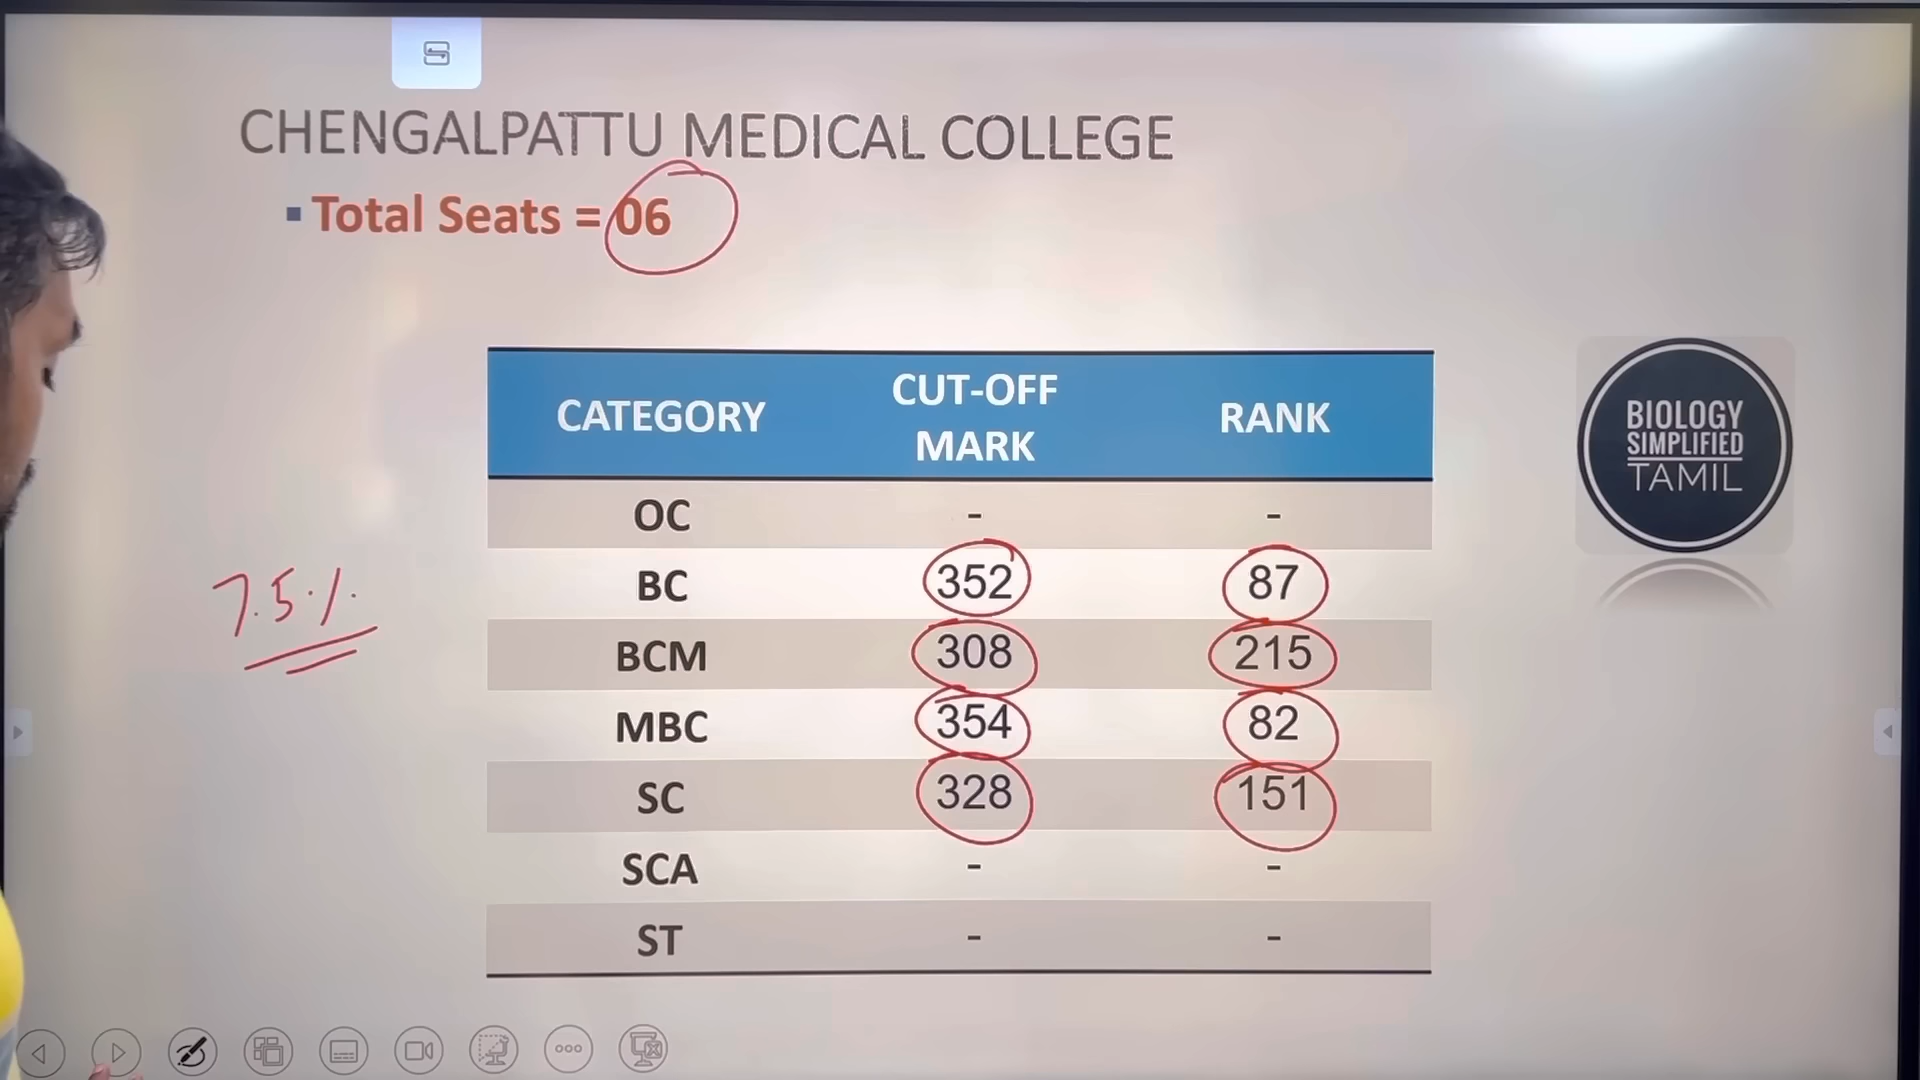 CHENGALPATTU MEDICAL COLLEGE
▪ Total Seats = 06
CATEGORY CUT-OFF MARK RANK
OC - -
BC 352 87
BCM 308 215
MBC 354 82
SC 328 151
SCA - -
ST - -
7.5%
BIOLOGY
SIMPLIFIED
TAMIL